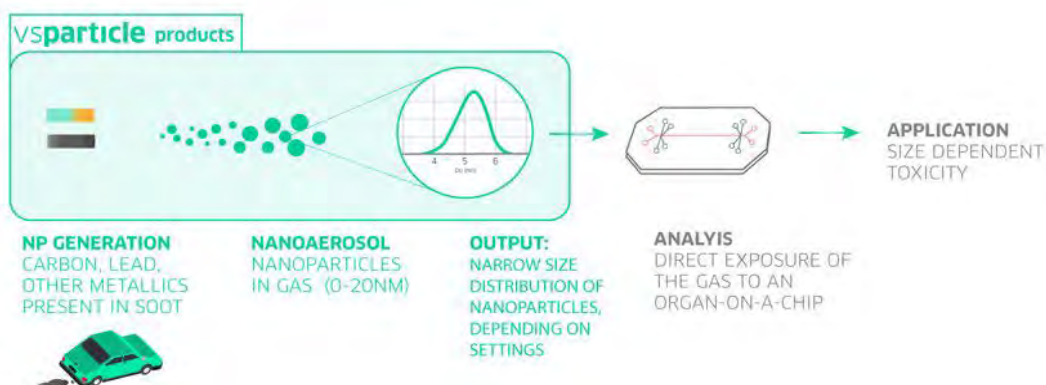 VSPARTICLE products
4 5 6
NP GENERATION
CARBON, LEAD,
OTHER METALLICS
PRESENT IN SOOT
NANOAEROSOL
NANOPARTICLES
IN GAS (0-20NM)
OUTPUT:
NARROW SIZE
DISTRIBUTION OF
NANOPARTICLES,
DEPENDING ON
SETTINGS
ANALYIS
DIRECT EXPOSURE OF
THE GAS TO AN
ORGAN-ON-A-CHIP
APPLICATION
SIZE DEPENDENT
TOXICITY